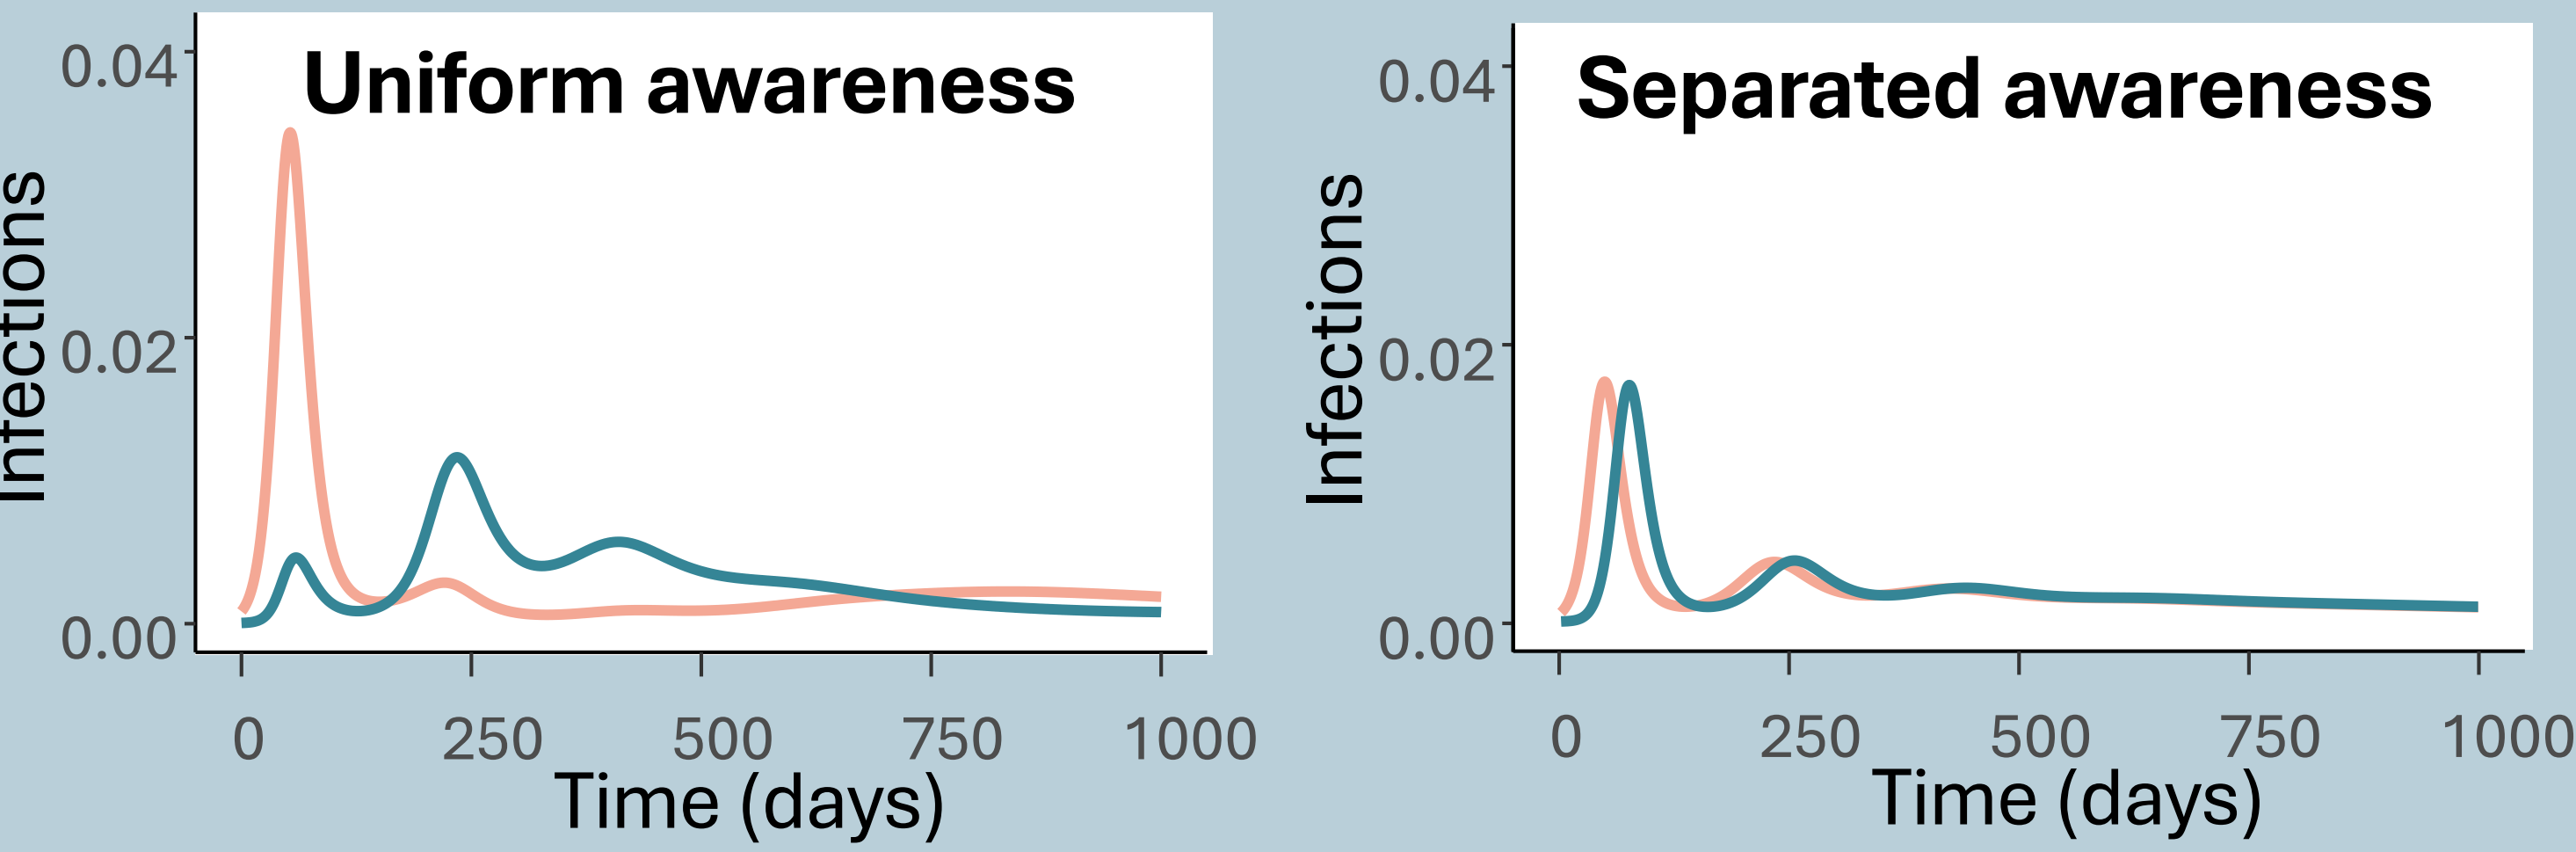 Uniform awareness
0.04
0.02
0.00
Infections
0 250 500 750 1000
Time (days)
Separated awareness
0.04
0.02
0.00
Infections
0 250 500 750 1000
Time (days)